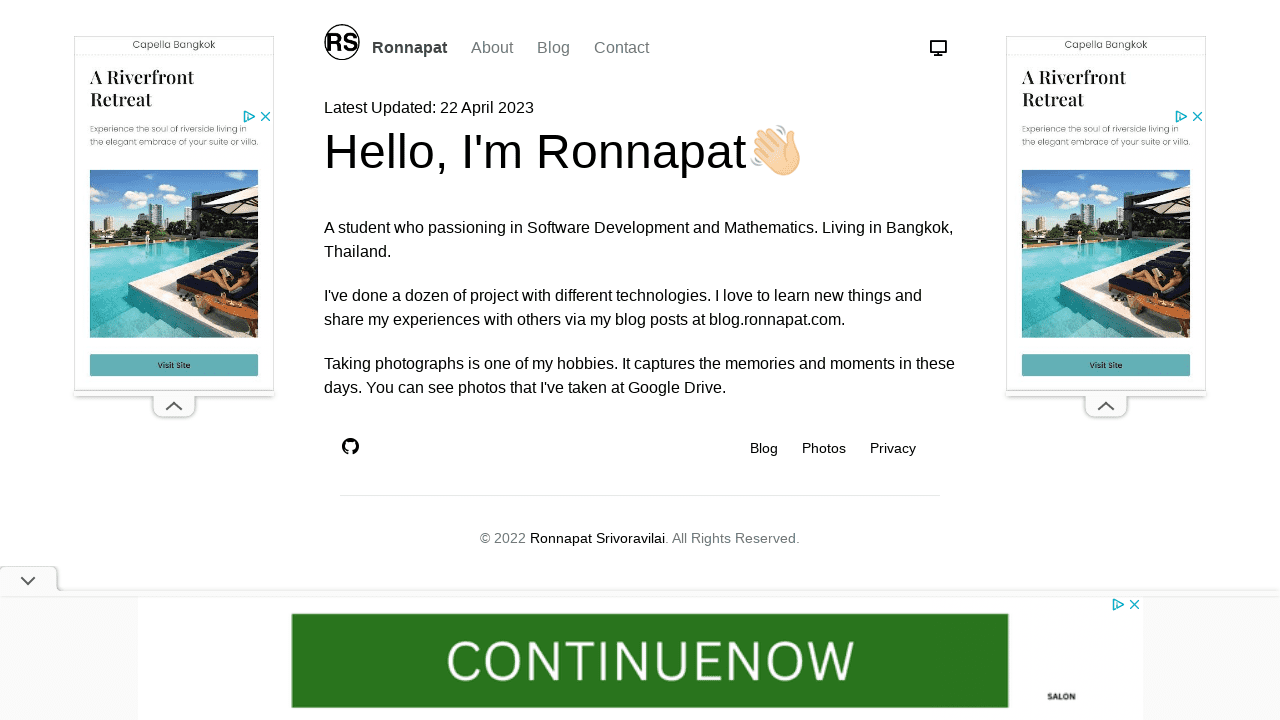 RS
Ronnapat About Blog Contact
Capella Bangkok
A Riverfront
Retreat
Experience the soul of riverside living in
the elegant embrace of your suite or villa.
Visit Site
Latest Updated: 22 April 2023
Hello, I'm Ronnapat👋🏻
A student who passioning in Software Development and Mathematics. Living in Bangkok,
Thailand.
I've done a dozen of project with different technologies. I love to learn new things and
share my experiences with others via my blog posts at blog.ronnapat.com.
Taking photographs is one of my hobbies. It captures the memories and moments in these
days. You can see photos that I've taken at Google Drive.
Blog Photos Privacy
© 2022 Ronnapat Srivoravilai. All Rights Reserved.
Capella Bangkok
A Riverfront
Retreat
Experience the soul of riverside living in
the elegant embrace of your suite or villa.
Visit Site
CONTINUENOW
SALON